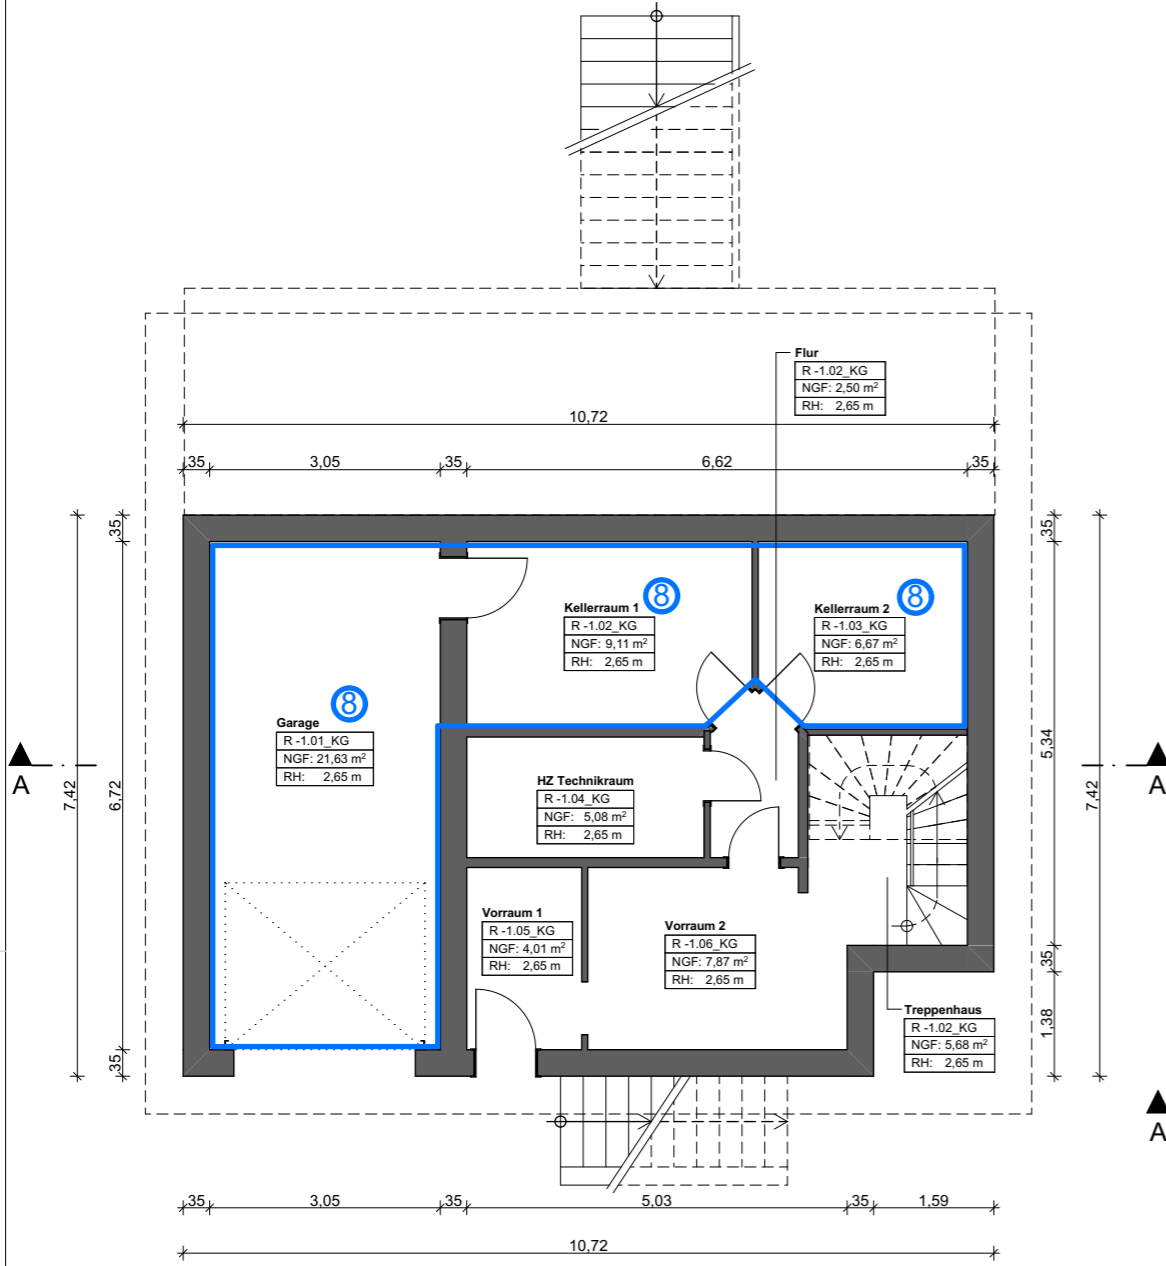 Flur
R -1.02_KG
NGF: 2,50 m²
RH: 2,65 m
10,72
35
3,05
35
6,62
35
35
35
8
8
Kellerraum 1
R -1.02_KG
NGF: 9,11 m²
RH: 2,65 m
Kellerraum 2
R -1.03_KG
NGF: 6,67 m²
RH: 2,65 m
8
Garage
R -1.01_KG
NGF: 21,63 m²
RH: 2,65 m
A
7,42
6,72
5,34
7,42
A
HZ Technikraum
R -1.04_KG
NGF: 5,08 m²
RH: 2,65 m
Vorraum 1
R -1.05_KG
NGF: 4,01 m²
RH: 2,65 m
Vorraum 2
R -1.06_KG
NGF: 7,87 m²
RH: 2,65 m
35
1,38
Treppenhaus
R -1.02_KG
NGF: 5,68 m²
RH: 2,65 m
35
A
35
3,05
35
5,03
35
1,59
10,72